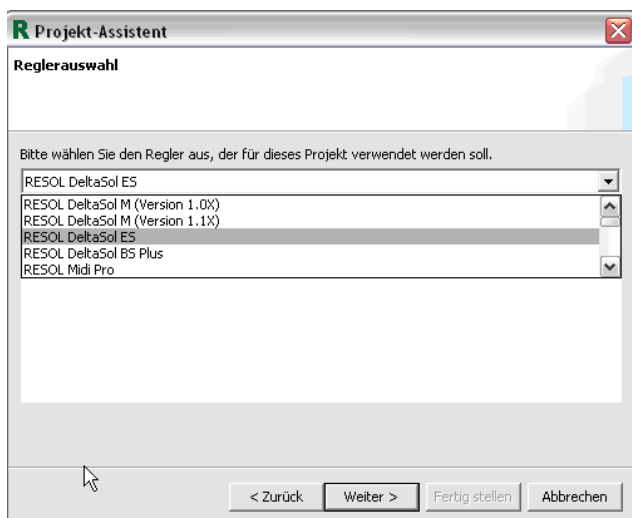 R Projekt-Assistent
Reglerauswahl
Bitte wählen Sie den Regler aus, der für dieses Projekt verwendet werden soll.
RESOL DeltaSol ES
RESOL DeltaSol M (Version 1.0X)
RESOL DeltaSol M (Version 1.1X)
RESOL DeltaSol ES
RESOL DeltaSol BS Plus
RESOL Midi Pro
< Zurück Weiter > Fertig stellen Abbrechen